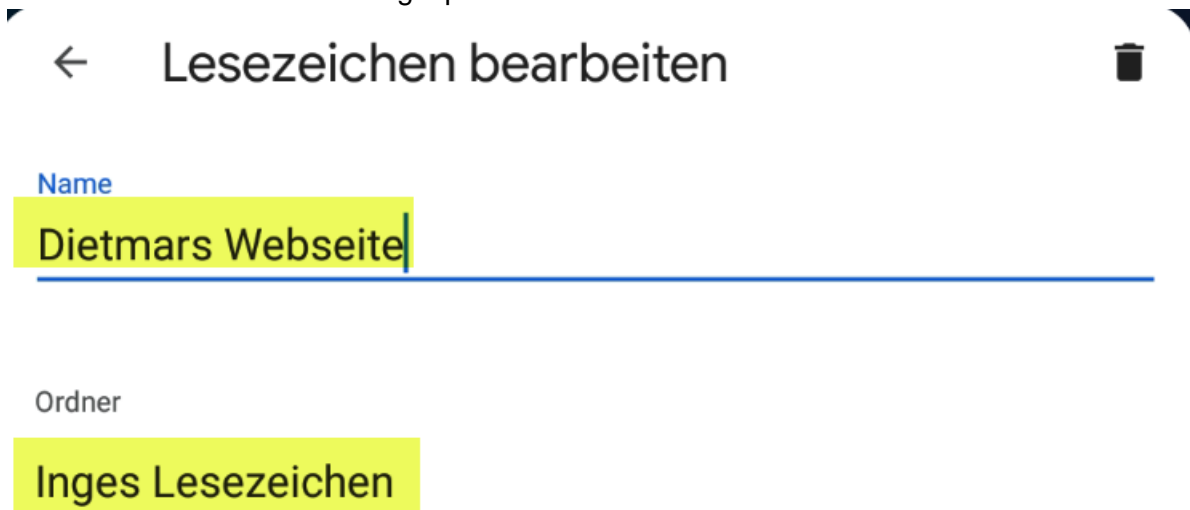 Lesezeichen bearbeiten
Name
Dietmars Webseite
Ordner
Inges Lesezeichen